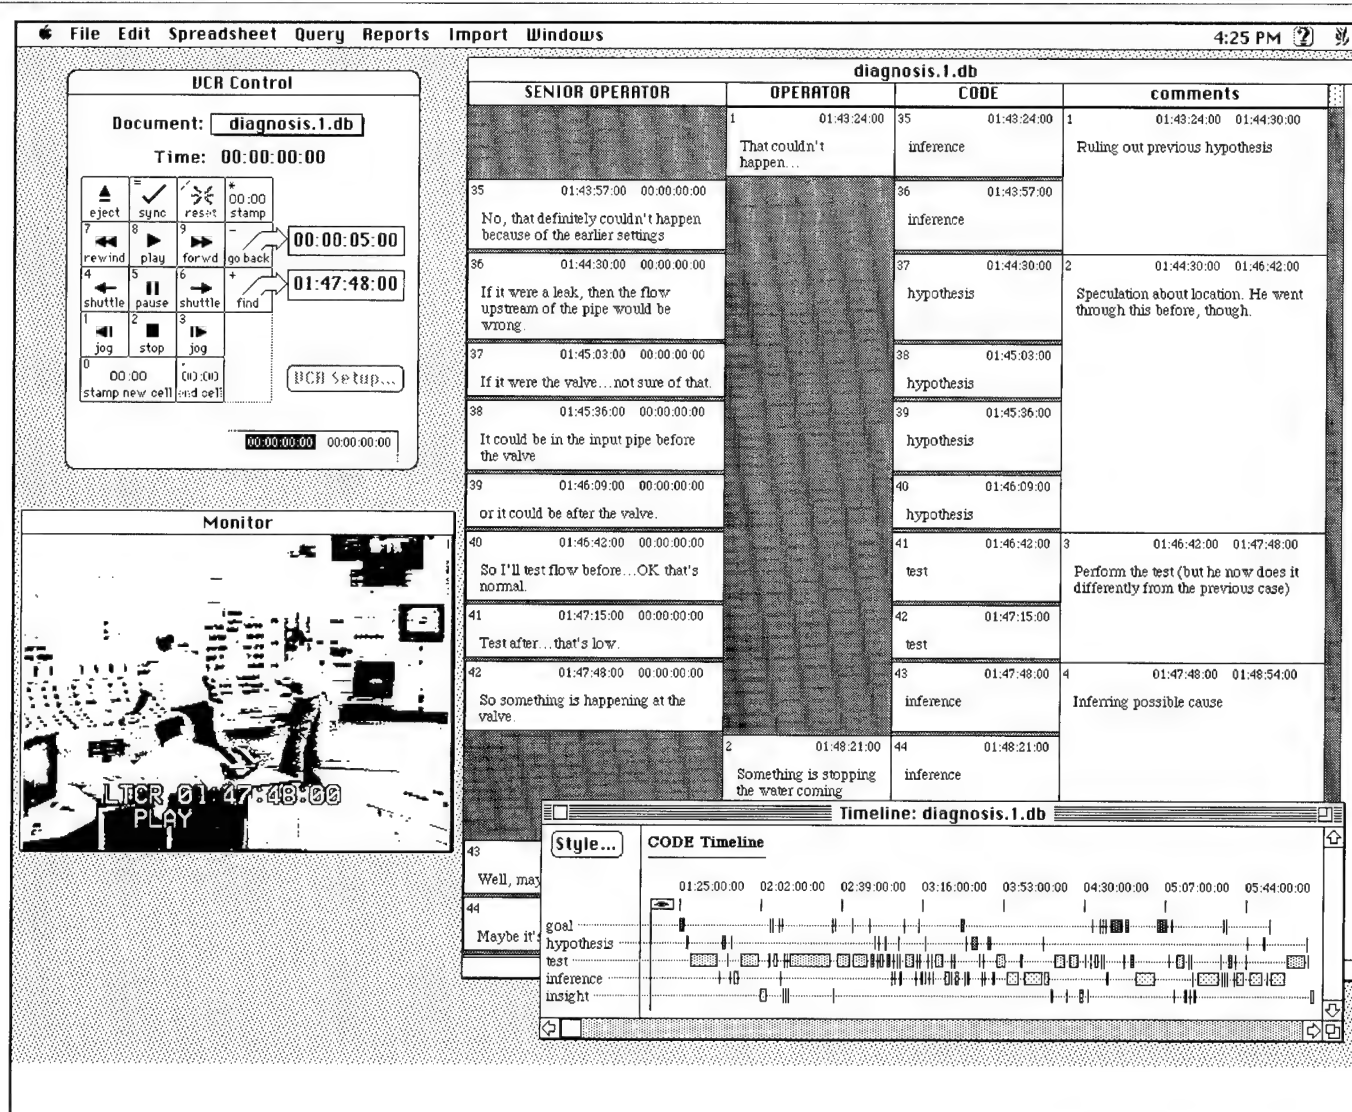 File Edit Spreadsheet Query Reports Import Windows
4:25 PM
VCR Control
Document: diagnosis.1.db
Time: 00:00:00:00
eject
= sync
reset
* 00:00 stamp
7 rewind
8 play
9 forwd
- go back
00:00:05:00
4 shuttle
5 pause
6 shuttle
+ find
01:47:48:00
1 jog
2 stop
3 jog
0 00:00 stamp new cell
end cell
VCR Setup...
00:00:00:00 00:00:00:00
Monitor
LTCR 01:47:48:00
PLAY
diagnosis.1.db
SENIOR OPERATOR
35 01:43:57:00 00:00:00:00
No, that definitely couldn't happen
because of the earlier settings
36 01:44:30:00 00:00:00:00
If it were a leak, then the flow
upstream of the pipe would be
wrong.
37 01:45:03:00 00:00:00:00
If it were the valve...not sure of that.
38 01:45:36:00 00:00:00:00
It could be in the input pipe before
the valve
39 01:46:09:00 00:00:00:00
or it could be after the valve.
40 01:46:42:00 00:00:00:00
So I'll test flow before...OK that's
normal.
41 01:47:15:00 00:00:00:00
Test after...that's low.
42 01:47:48:00 00:00:00:00
So something is happening at the
valve.
43
Well, may
44
Maybe it's
OPERATOR
1 01:43:24:00
That couldn't
happen...
2 01:48:21:00
Something is stopping
the water coming
CODE
35 01:43:24:00
inference
36 01:43:57:00
inference
37 01:44:30:00
hypothesis
38 01:45:03:00
hypothesis
39 01:45:36:00
hypothesis
40 01:46:09:00
hypothesis
41 01:46:42:00
test
42 01:47:15:00
test
43 01:47:48:00
inference
44 01:48:21:00
inference
comments
1 01:43:24:00 01:44:30:00
Ruling out previous hypothesis
2 01:44:30:00 01:46:42:00
Speculation about location. He went
through this before, though.
3 01:46:42:00 01:47:48:00
Perform the test (but he now does it
differently from the previous case)
4 01:47:48:00 01:48:54:00
Inferring possible cause
Timeline: diagnosis.1.db
Style...
CODE Timeline
01:25:00:00 02:02:00:00 02:39:00:00 03:16:00:00 03:53:00:00 04:30:00:00 05:07:00:00 05:44:00:00
goal
hypothesis
test
inference
insight